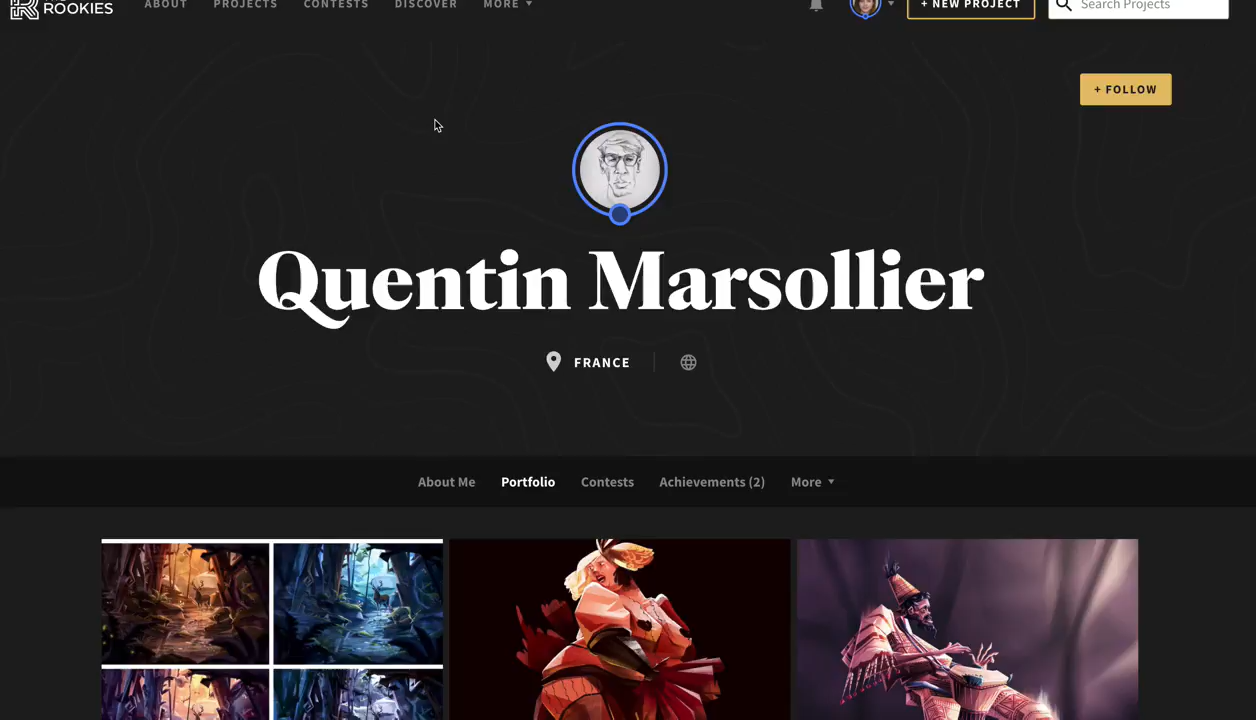 ROOKIES
ABOUT
PROJECTS
CONTESTS
DISCOVER
MORE
+ NEW PROJECT
Search Projects
+ FOLLOW
Quentin Marsollier
FRANCE
About Me
Portfolio
Contests
Achievements (2)
More